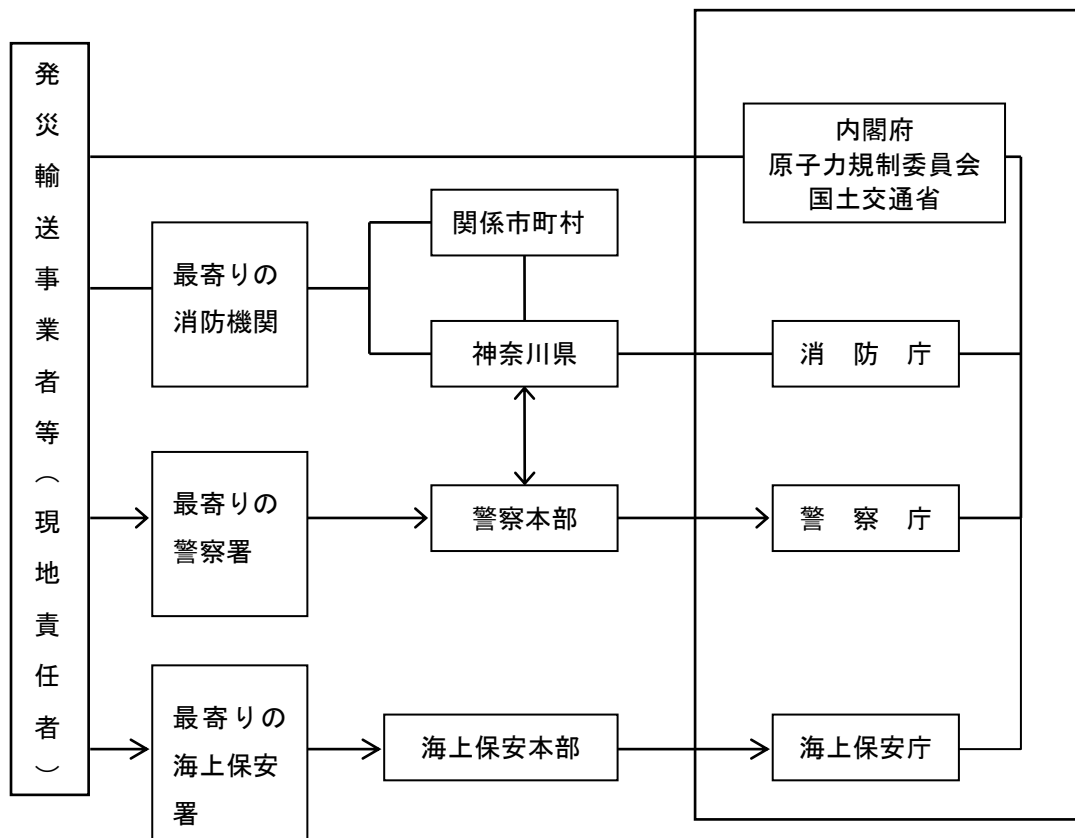 発災輸送事業者等（現地責任者）
内閣府
原子力規制委員会
国土交通省
関係市町村
最寄りの
消防機関
神奈川県
消　防　庁
最寄りの
警察署
警察本部
警　察　庁
最寄りの
海上保安
署
海上保安本部
海上保安庁